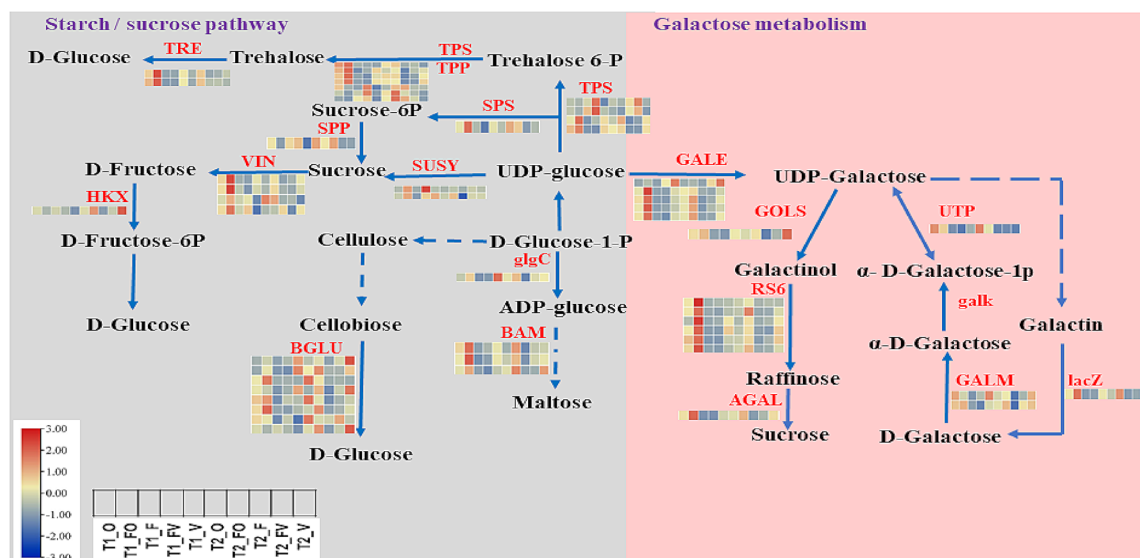 Starch / sucrose pathway
Galactose metabolism
D-Glucose
TRE
Trehalose
TPS
TPP
Trehalose 6-P
Sucrose-6P
SPS
TPS
SPP
D-Fructose
VIN
Sucrose
SUSY
UDP-glucose
GALE
UDP-Galactose
HKX
GOLS
UTP
D-Fructose-6P
Cellulose
D-Glucose-1-P
glgC
Galactinol
α- D-Galactose-1p
RS6
galk
ADP-glucose
D-Glucose
Cellobiose
BAM
Galactin
α-D-Galactose
BGLU
Raffinose
Maltose
AGAL
GALM
lacZ
Sucrose
D-Galactose
D-Glucose
3.00
2.00
1.00
0.00
-1.00
-2.00
-3.00
T1_O
T1_FO
T1_F
T1_FV
T1_V
T2_O
T2_FO
T2_F
T2_FV
T2_V